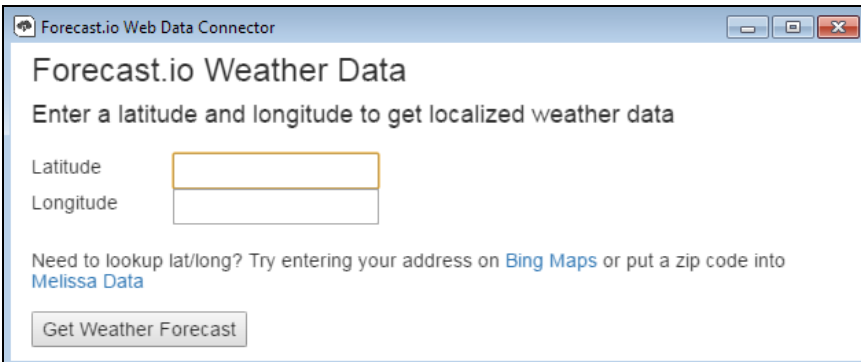 Forecast.io Web Data Connector
Forecast.io Weather Data
Enter a latitude and longitude to get localized weather data
Latitude
Longitude
Need to lookup lat/long? Try entering your address on Bing Maps or put a zip code into
Melissa Data
Get Weather Forecast